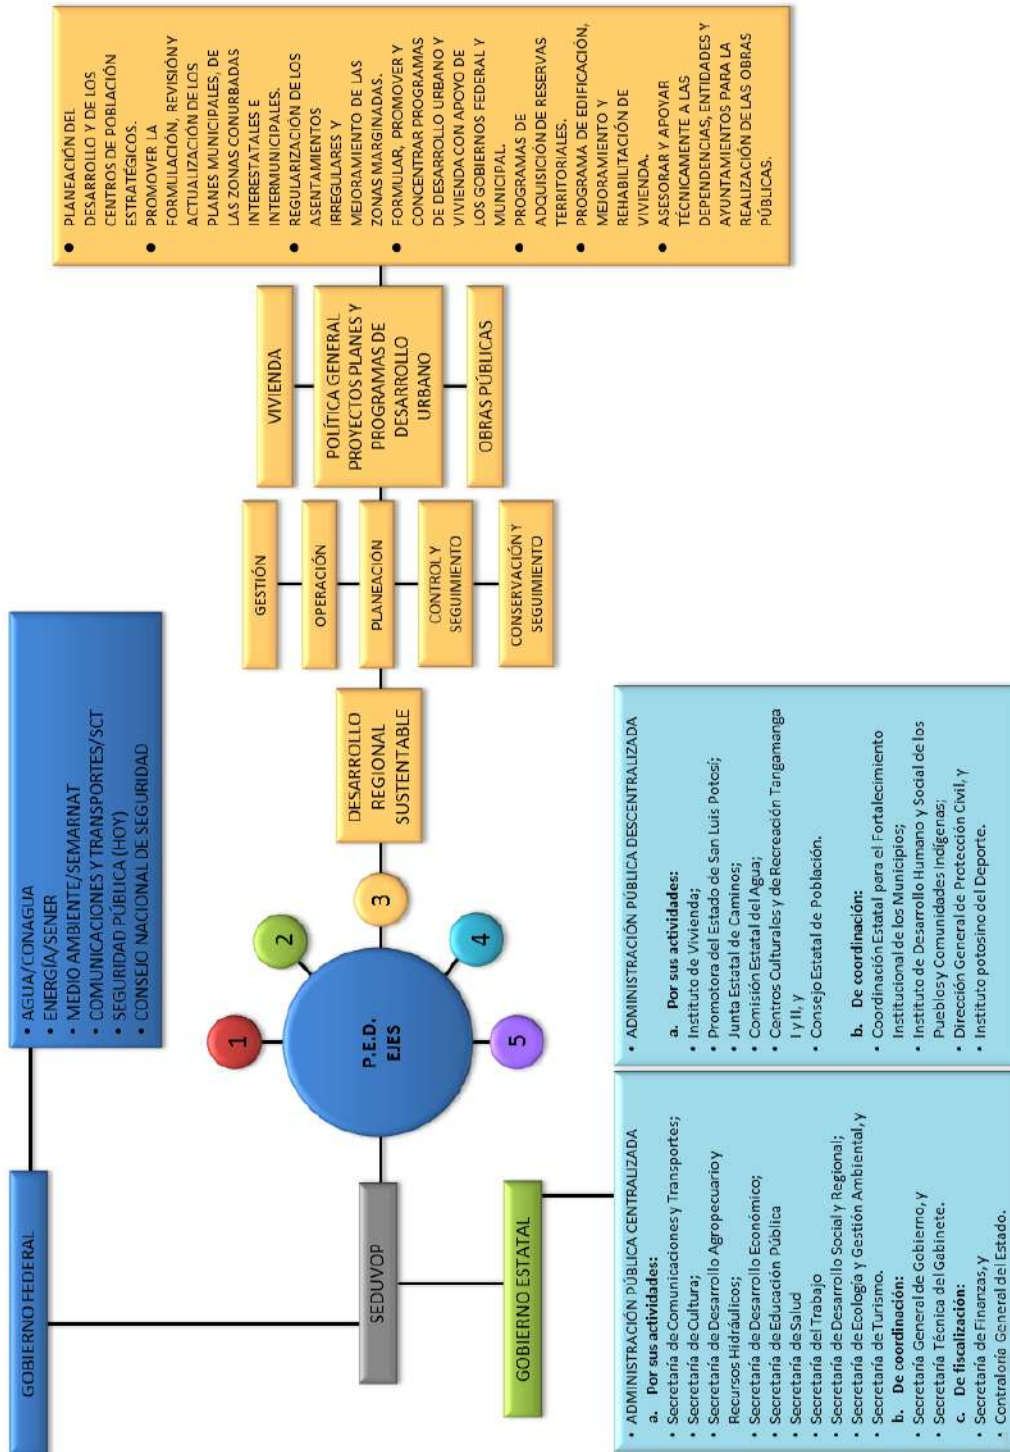 GOBIERNO FEDERAL
• AGUA/CONAGUA
• ENERGÍA/SENER
• MEDIO AMBIENTE/SEMARNAT
• COMUNICACIONES Y TRANSPORTES/SCT
• SEGURIDAD PÚBLICA (HOY)
• CONSEJO NACIONAL DE SEGURIDAD
SEDUVOP
P.E.D.
EJES
1
2
3
4
5
DESARROLLO
REGIONAL
SUSTENTABLE
GESTIÓN
OPERACIÓN
PLANEACIÓN
CONTROL Y
SEGUIMIENTO
CONSERVACIÓN Y
SEGUIMIENTO
VIVIENDA
POLÍTICA GENERAL
PROYECTOS PLANES Y
PROGRAMAS DE
DESARROLLO
URBANO
OBRAS PÚBLICAS
• PLANEACIÓN DEL
DESARROLLO Y DE LOS
CENTROS DE POBLACIÓN
ESTRATÉGICOS.
• PROMOVER LA
FORMULACIÓN, REVISIÓN Y
ACTUALIZACIÓN DE LOS
PLANES MUNICIPALES, DE
LAS ZONAS CONURBADAS
INTERESTATALES E
INTERMUNICIPALES.
• REGULARIZACIÓN DE LOS
ASENTAMIENTOS
IRREGULARES Y
MEJORAMIENTO DE LAS
ZONAS MARGINADAS.
• FORMULAR, PROMOVER Y
CONCENTRAR PROGRAMAS
DE DESARROLLO URBANO Y
VIVIENDA CON APOYO DE
LOS GOBIERNOS FEDERAL Y
MUNICIPAL.
• PROGRAMAS DE
ADQUISICIÓN DE RESERVAS
TERRITORIALES.
• PROGRAMA DE EDIFICACIÓN,
MEJORAMIENTO Y
REHABILITACIÓN DE
VIVIENDA.
• ASESORAR Y APOYAR
TÉCNICAMENTE A LAS
DEPENDENCIAS, ENTIDADES Y
AYUNTAMIENTOS PARA LA
REALIZACIÓN DE LAS OBRAS
PÚBLICAS.
GOBIERNO ESTATAL
• ADMINISTRACIÓN PÚBLICA CENTRALIZADA
a. Por sus actividades:
• Secretaría de Comunicaciones y Transportes;
• Secretaría de Cultura;
• Secretaría de Desarrollo Agropecuario y
Recursos Hidráulicos;
• Secretaría de Desarrollo Económico;
• Secretaría de Educación Pública
• Secretaría de Salud
• Secretaría del Trabajo
• Secretaría de Desarrollo Social y Regional;
• Secretaría de Ecología y Gestión Ambiental, y
• Secretaría de Turismo.
b. De coordinación:
• Secretaría General de Gobierno, y
• Secretaría Técnica del Gabinete.
c. De fiscalización:
• Secretaría de Finanzas, y
• Contraloría General del Estado.
• ADMINISTRACIÓN PÚBLICA DESCENTRALIZADA
a. Por sus actividades:
• Instituto de Vivienda;
• Promotora del Estado de San Luis Potosí;
• Junta Estatal de Caminos;
• Comisión Estatal del Agua;
• Centros Culturales y de Recreación Tangamanga
I y II, y
• Consejo Estatal de Población.
b. De coordinación:
• Coordinación Estatal para el Fortalecimiento
Institucional de los Municipios;
• Instituto de Desarrollo Humano y Social de los
Pueblos y Comunidades Indígenas;
• Dirección General de Protección Civil, y
• Instituto potosino del Deporte.